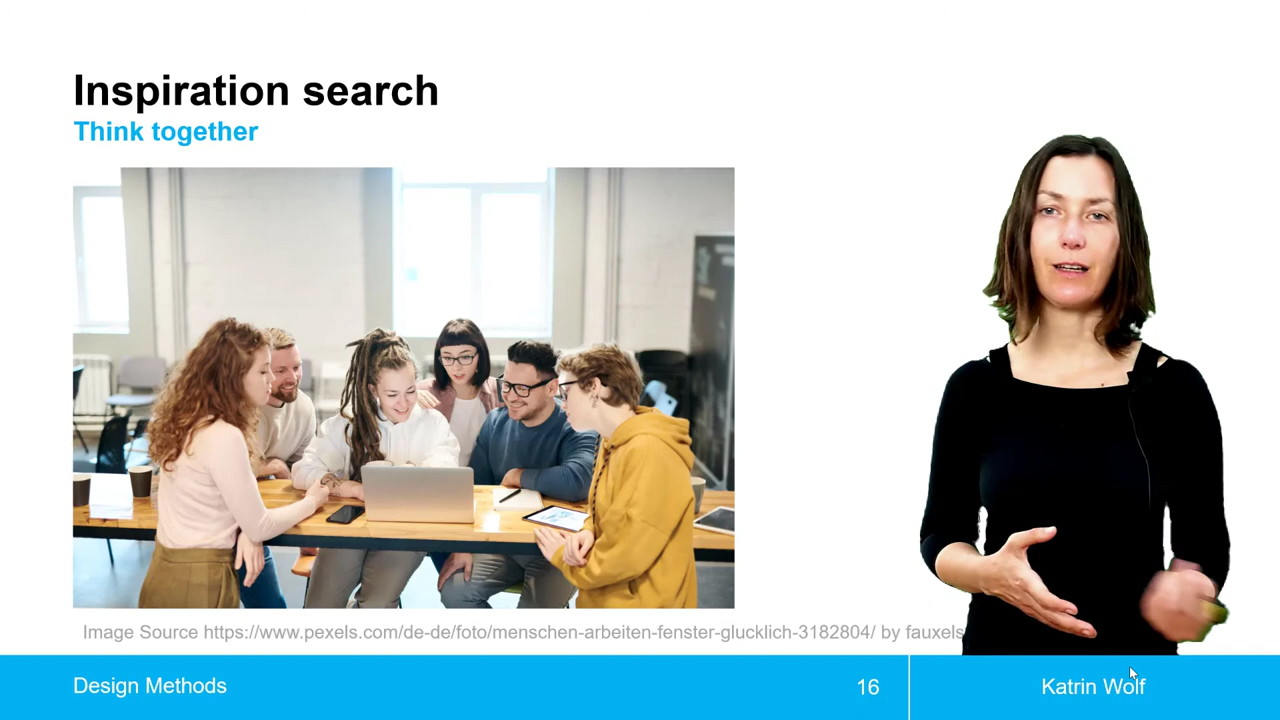 Inspiration search
Think together
Image Source https://www.pexels.com/de-de/foto/menschen-arbeiten-fenster-glucklich-3182804/ by fauxels
Design Methods
16
Katrin Wolf